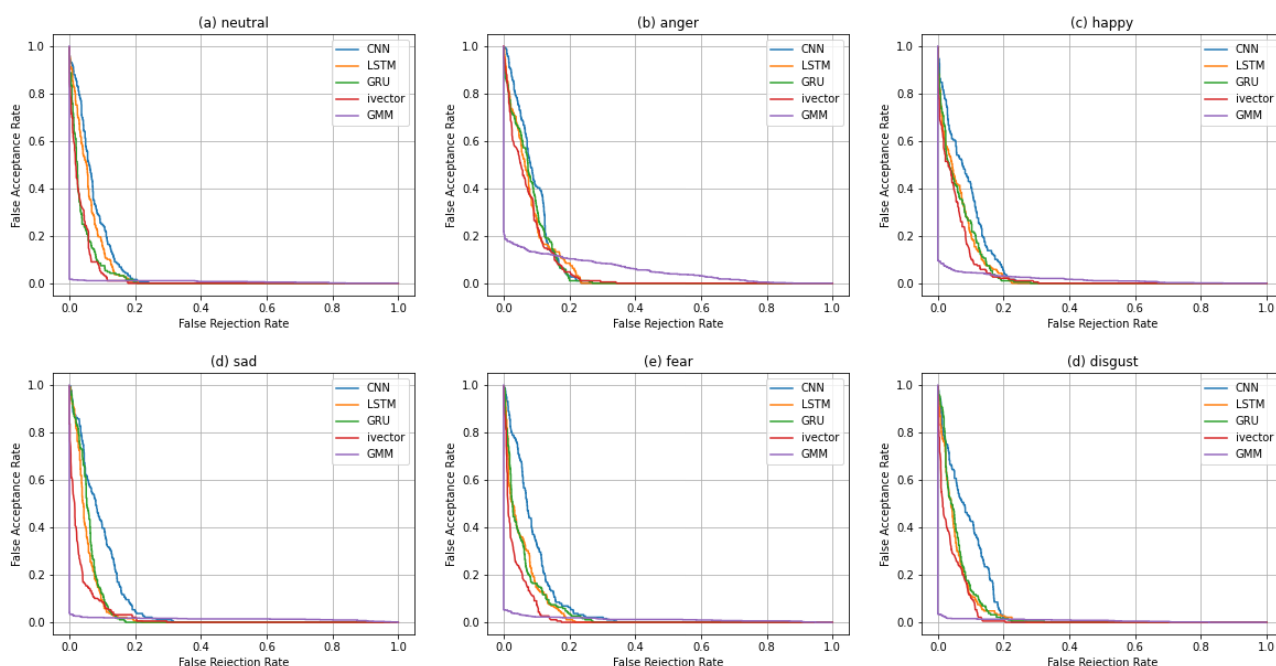 (a) neutral
1.0
0.8
0.6
0.4
0.2
0.0
False Acceptance Rate
CNN
LSTM
GRU
ivector
GMM
0.0 0.2 0.4 0.6 0.8 1.0
False Rejection Rate
(b) anger
1.0
0.8
0.6
0.4
0.2
0.0
False Acceptance Rate
CNN
LSTM
GRU
ivector
GMM
0.0 0.2 0.4 0.6 0.8 1.0
False Rejection Rate
(c) happy
1.0
0.8
0.6
0.4
0.2
0.0
False Acceptance Rate
CNN
LSTM
GRU
ivector
GMM
0.0 0.2 0.4 0.6 0.8 1.0
False Rejection Rate
(d) sad
1.0
0.8
0.6
0.4
0.2
0.0
False Acceptance Rate
CNN
LSTM
GRU
ivector
GMM
0.0 0.2 0.4 0.6 0.8 1.0
False Rejection Rate
(e) fear
1.0
0.8
0.6
0.4
0.2
0.0
False Acceptance Rate
CNN
LSTM
GRU
ivector
GMM
0.0 0.2 0.4 0.6 0.8 1.0
False Rejection Rate
(d) disgust
1.0
0.8
0.6
0.4
0.2
0.0
False Acceptance Rate
CNN
LSTM
GRU
ivector
GMM
0.0 0.2 0.4 0.6 0.8 1.0
False Rejection Rate